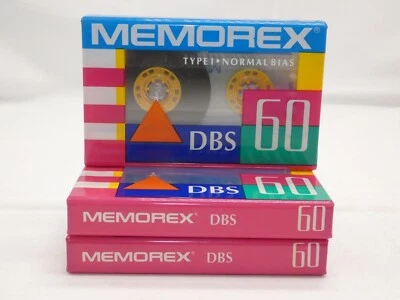 MEMOREX®
TYPE I • NORMAL BIAS
DBS 60
DBS 60
MEMOREX® DBS 60
MEMOREX® DBS 60